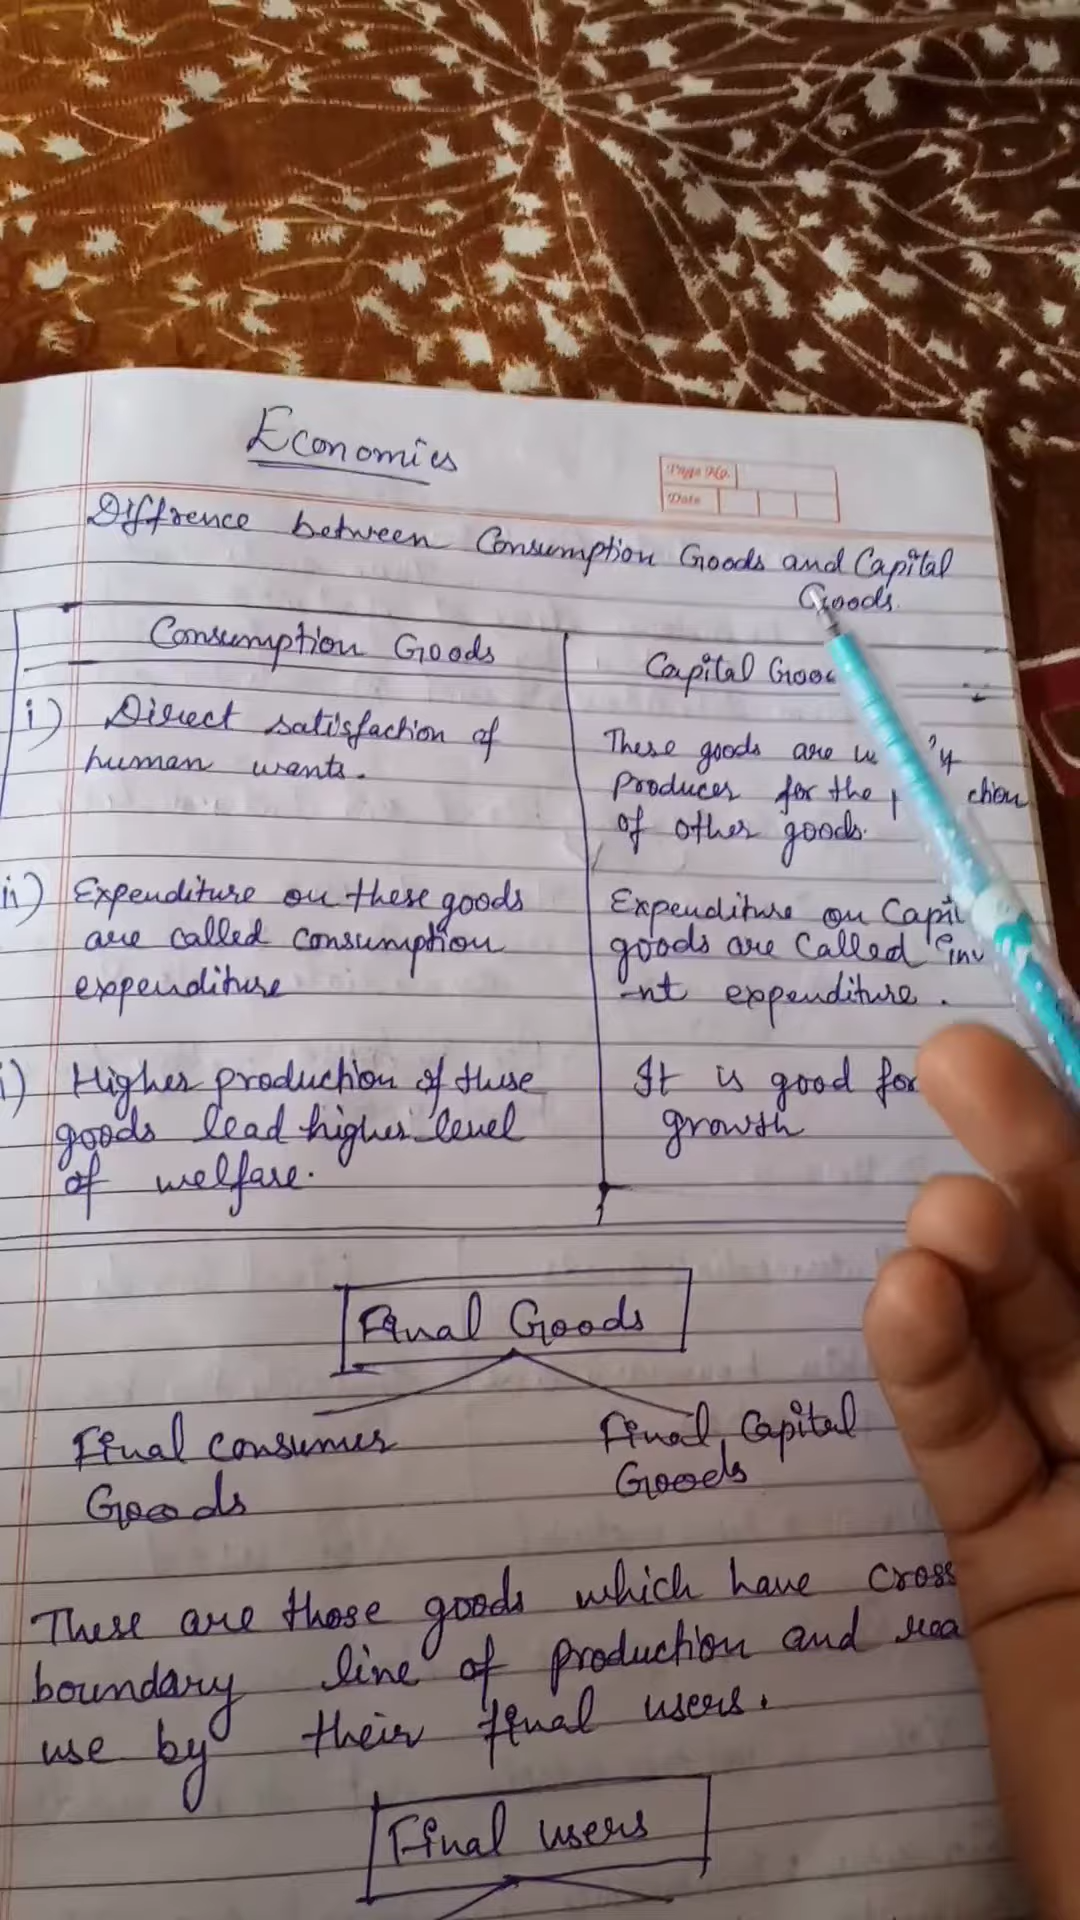 Economics
Page No.
Date
Diffrence between Consumption Goods and Capital
Goods.
Consumption Goods
Capital Goo
i) Direct satisfaction of
human wants.
These goods are
Producer for the
of other goods.
ii) Expenditure on these goods
are called consumption
expenditure
Expenditure on Capi
goods are called inv
-nt expenditure.
i) Higher production of these
goods lead higher level
of welfare.
It is good for
growth
Final Goods
Final consumer
Goods
Final Capital
Goods
These are those goods which have cross
boundary line of production and rea
use by their final users.
Final users